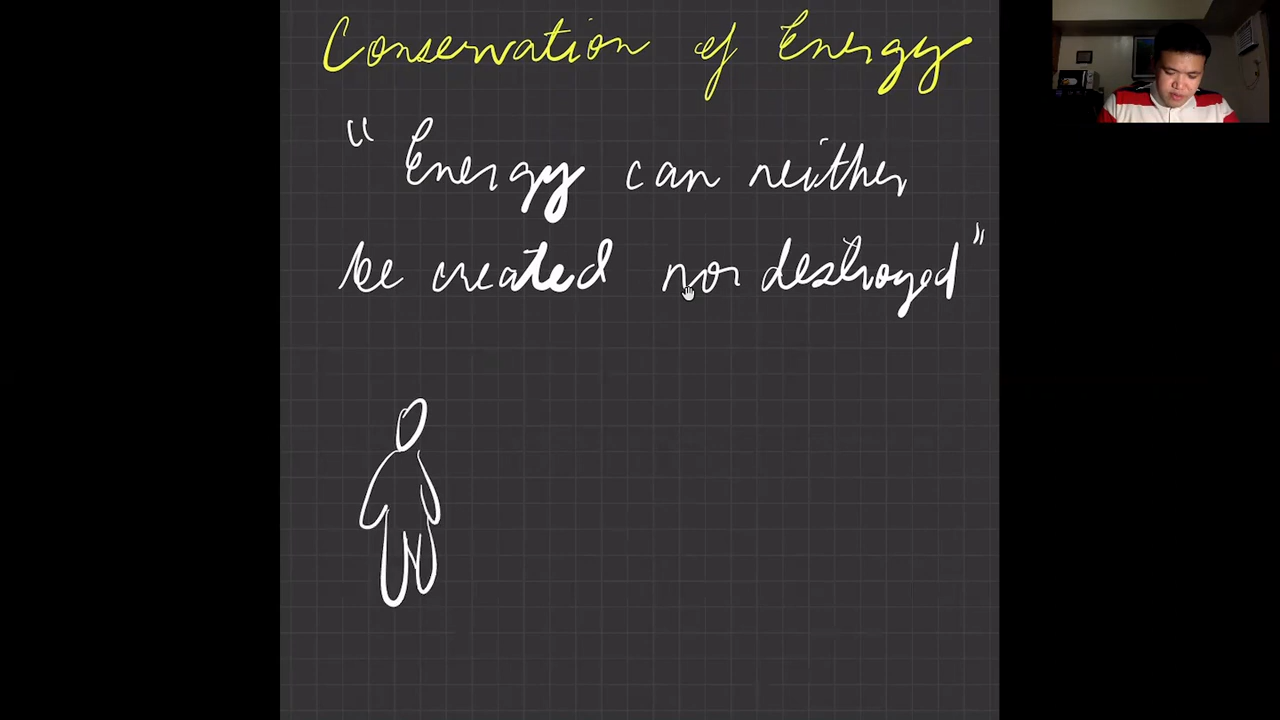 Conservation of Energy
"Energy can neither
be created nor destroyed"